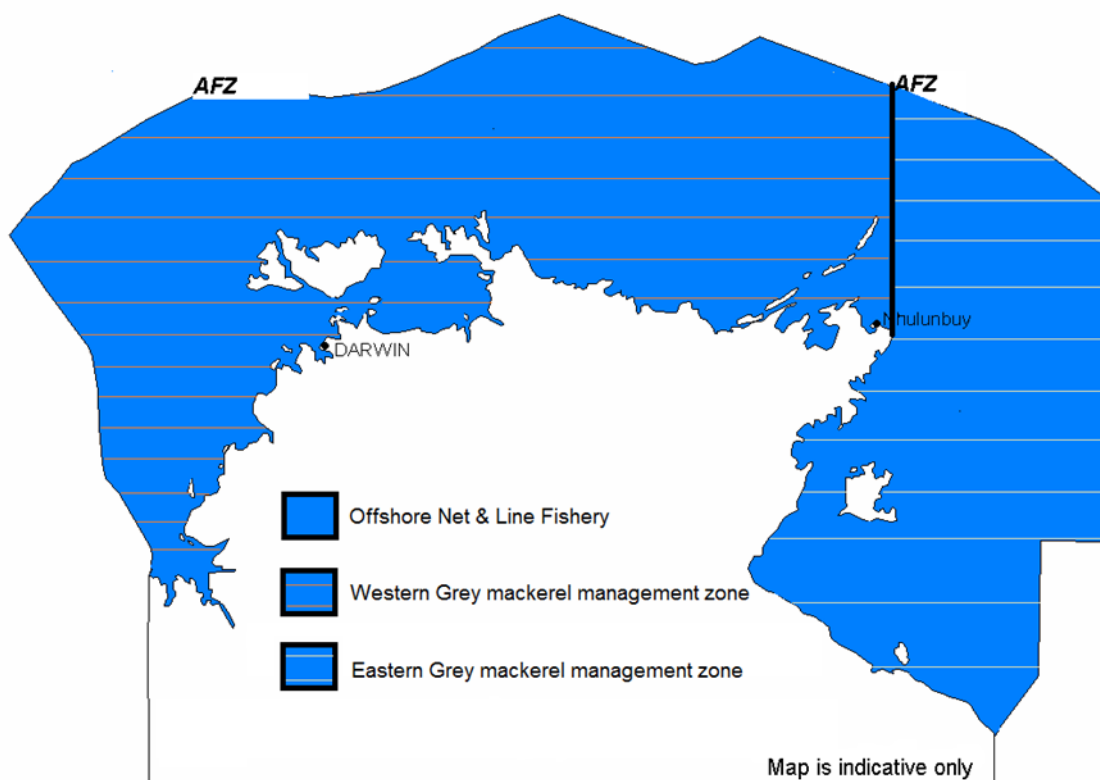 AFZ
AFZ
Nhulunbuy
DARWIN
Offshore Net & Line Fishery
Western Grey mackerel management zone
Eastern Grey mackerel management zone
Map is indicative only